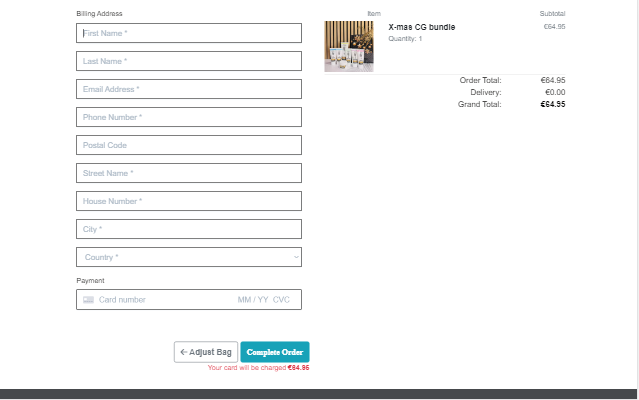 Billing Address
First Name *
Last Name *
Email Address *
Phone Number *
Postal Code
Street Name *
House Number *
City *
Country *
Payment
Card number MM / YY CVC
← Adjust Bag Complete Order
Your card will be charged €64.95
Item Subtotal
X-mas CG bundle €64.95
Quantity: 1
Order Total: €64.95
Delivery: €0.00
Grand Total: €64.95